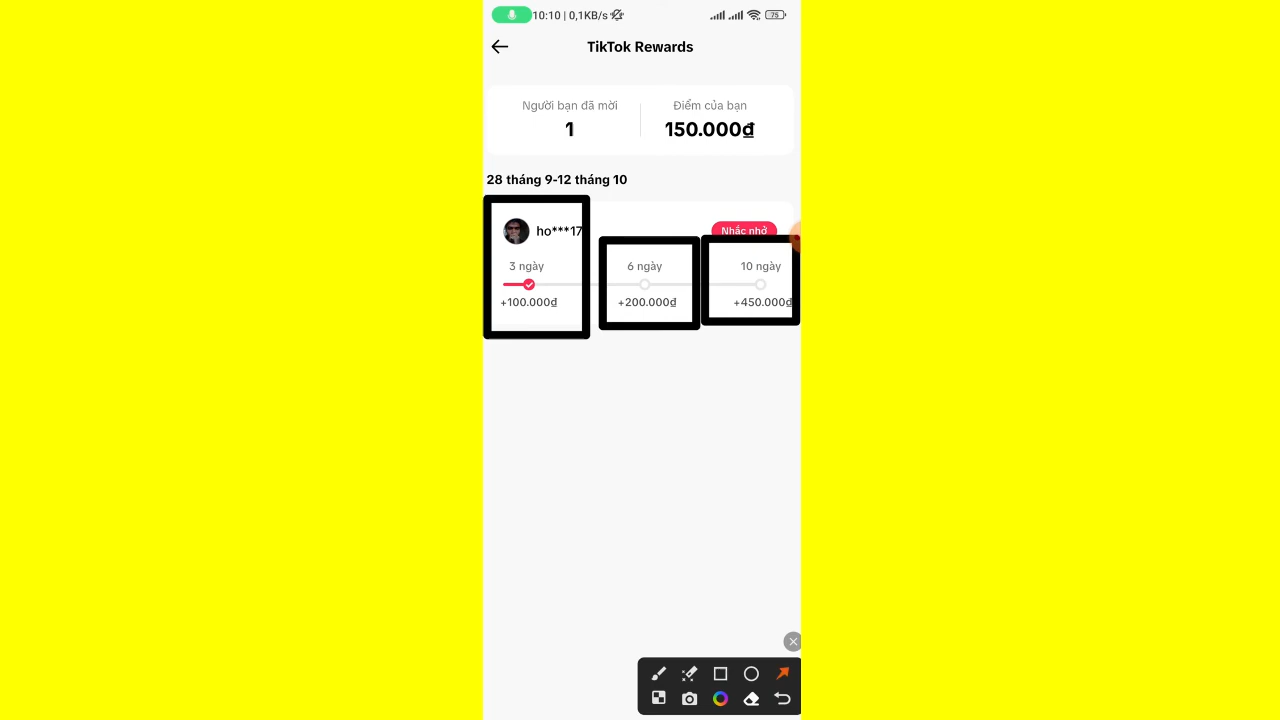 10:10 | 0,1KB/s
75
TikTok Rewards
Người bạn đã mời
Điểm của bạn
1
150.000₫
28 tháng 9-12 tháng 10
ho***17
Nhắc nhở
3 ngày
6 ngày
10 ngày
+100.000₫
+200.000₫
+450.000₫